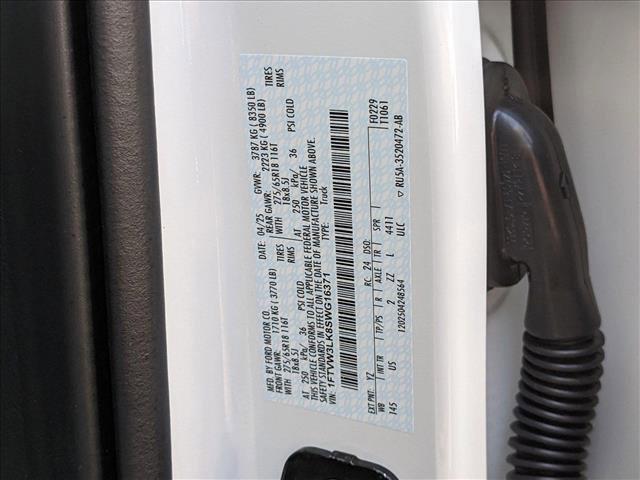 MFD. BY FORD MOTOR CO.
DATE: 04/25 GVWR: 3787 KG ( 8350 LB)
FRONT GAWR: 1710 KG ( 3770 LB) REAR GAWR: 2223 KG ( 4900 LB)
WITH 275/65R18 116T TIRES WITH 275/65R18 116T TIRES
18x8.5J RIMS 18x8.5J RIMS
AT 250 kPa/ 36 PSI COLD AT 250 kPa/ 36 PSI COLD
THIS VEHICLE CONFORMS TO ALL APPLICABLE FEDERAL MOTOR VEHICLE
SAFETY STANDARDS IN EFFECT ON THE DATE OF MANUFACTURE SHOWN ABOVE.
VIN: 1FTVW3LK8SWG16371 TYPE: Truck
F0229
T1061
EXT PNT: YZ RC: 24 DSO:
WB INT TR TP/PS R AXLE TR SPR
145 US 2 ZZ L 4411
ULC
1202504248564
▽ RU5A-3520472-AB